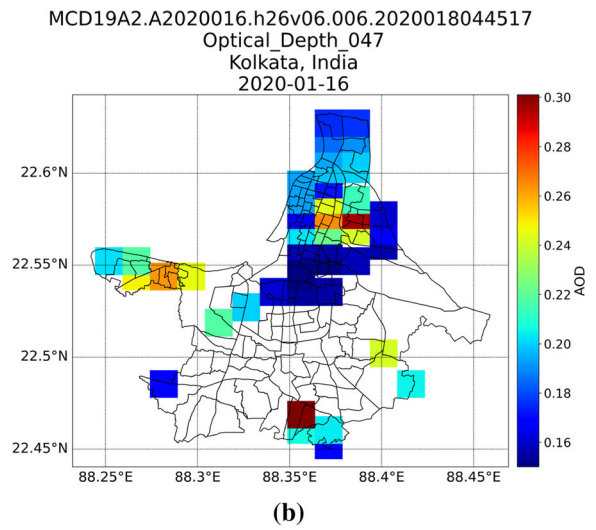 MCD19A2.A2020016.h26v06.006.2020018044517
Optical_Depth_047
Kolkata, India
2020-01-16
22.6°N
22.55°N
22.5°N
22.45°N
88.25°E
88.3°E
88.35°E
88.4°E
88.45°E
0.30
0.28
0.26
0.24
0.22
0.20
0.18
0.16
AOD
(b)